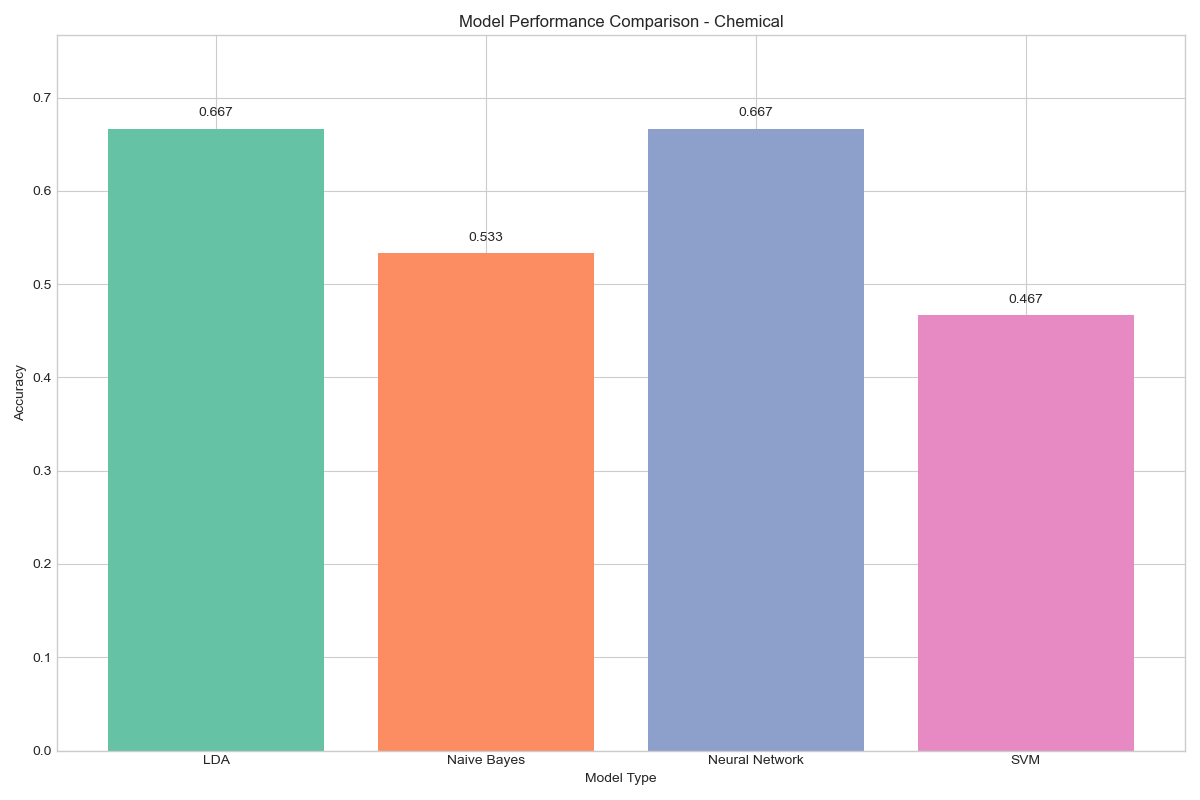 Model Performance Comparison - Chemical
Accuracy
0.7
0.6
0.5
0.4
0.3
0.2
0.1
0.0
0.667
0.533
0.667
0.467
LDA
Naive Bayes
Neural Network
SVM
Model Type